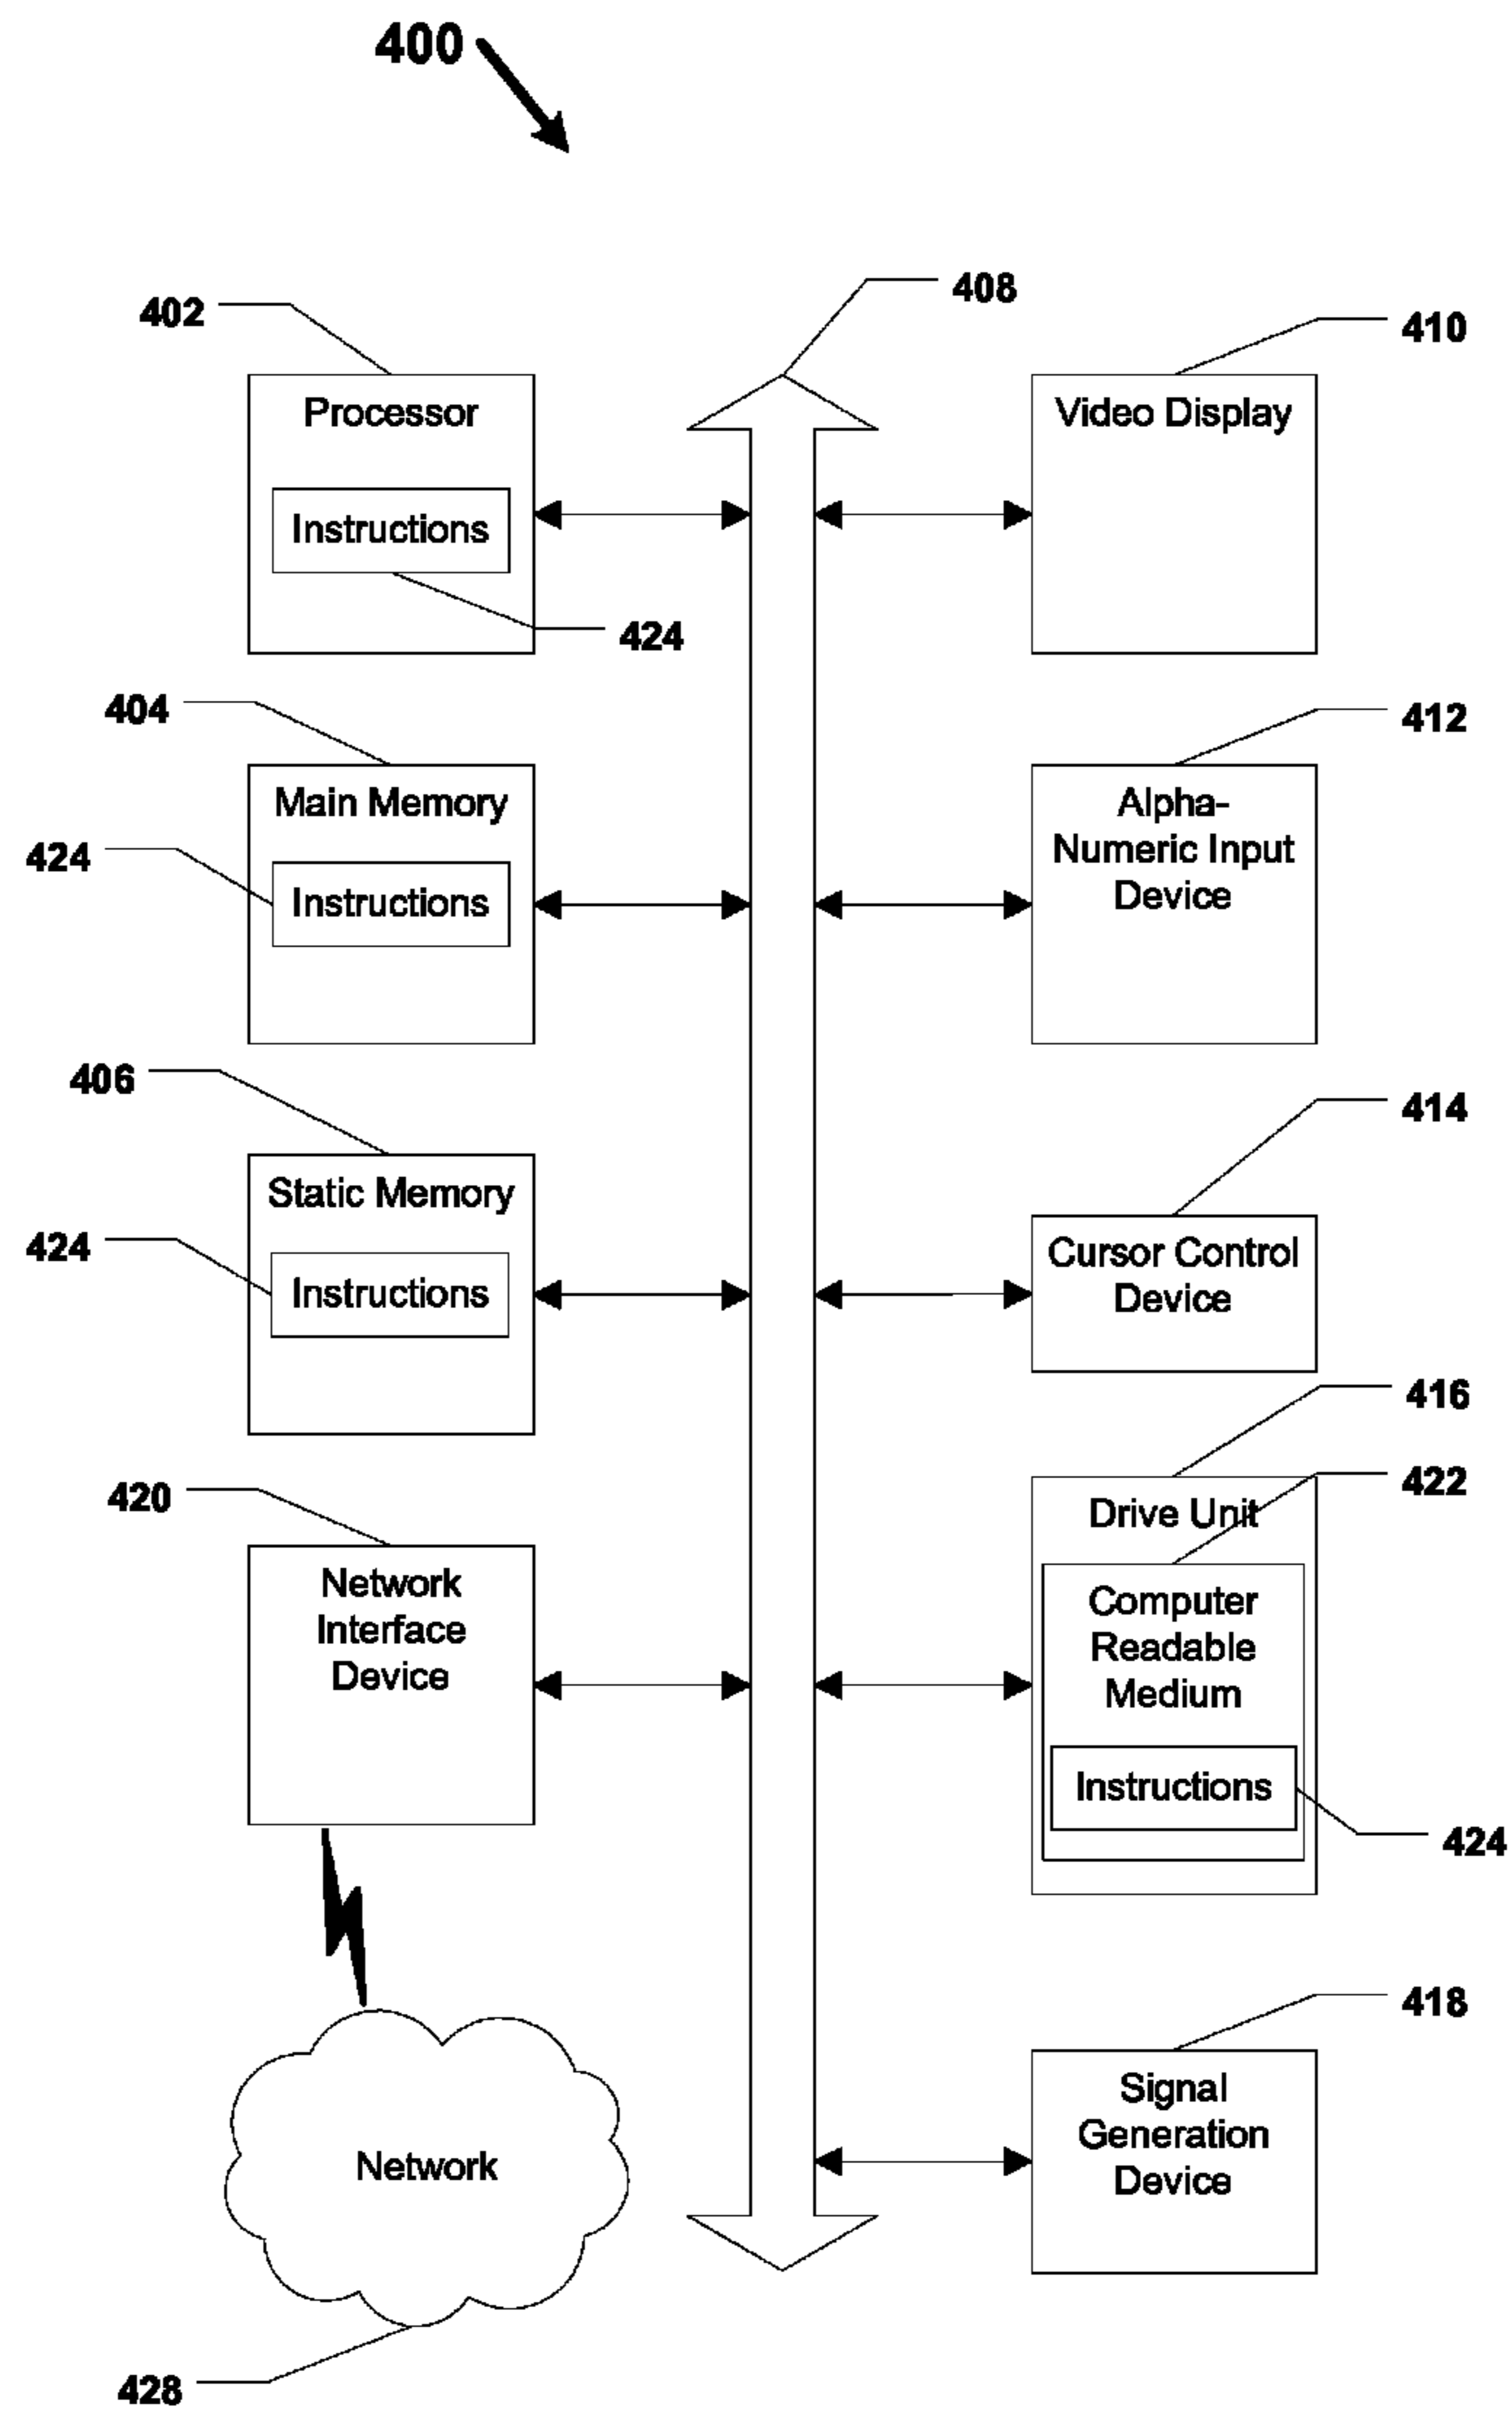 400
408
402
410
Processor
Instructions
424
Video Display
404
412
Main Memory
424
Instructions
Alpha-
Numeric Input
Device
406
414
Static Memory
424
Instructions
Cursor Control
Device
416
420
422
Network
Interface
Device
Drive Unit
Computer
Readable
Medium
Instructions
424
418
Network
Signal
Generation
Device
428